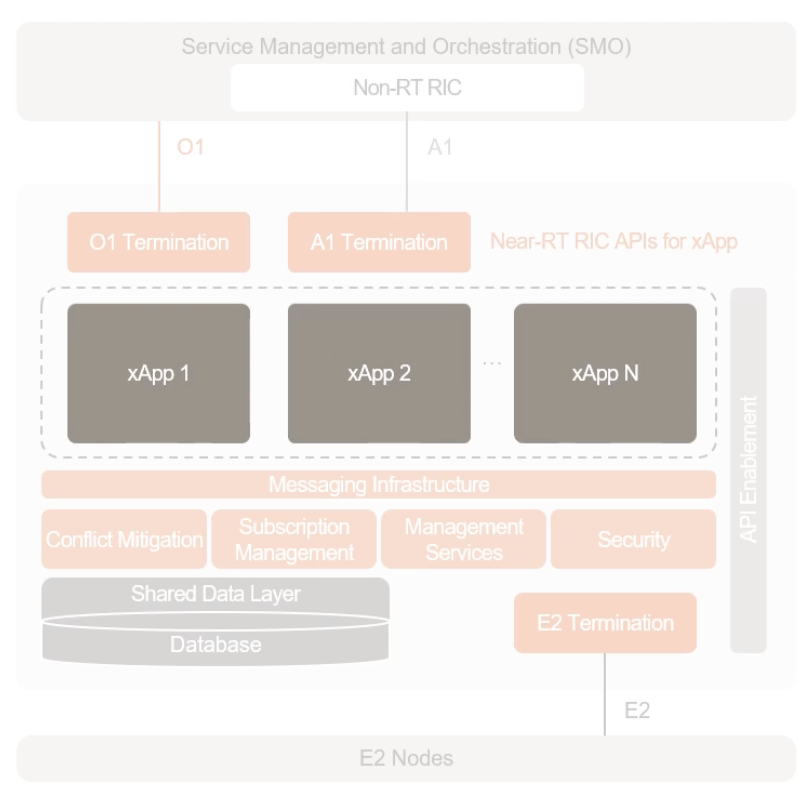 Service Management and Orchestration (SMO)
Non-RT RIC
O1
A1
O1 Termination
A1 Termination
Near-RT RIC APIs for xApp
xApp 1
xApp 2
...
xApp N
API Enablement
Messaging Infrastructure
Conflict Mitigation
Subscription
Management
Management
Services
Security
Shared Data Layer
Database
E2 Termination
E2
E2 Nodes